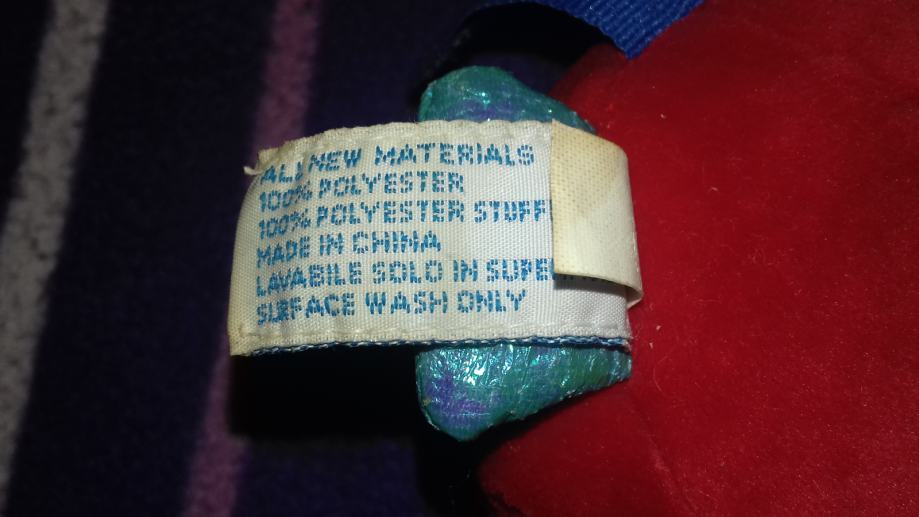 ALL NEW MATERIALS
100% POLYESTER
100% POLYESTER STUFF
MADE IN CHINA
LAVABILE SOLO IN SUPE
SURFACE WASH ONLY